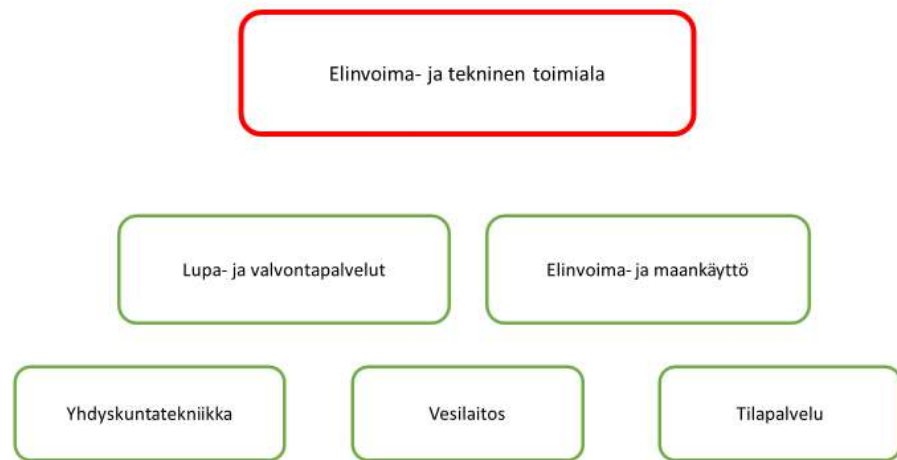 Elinvoima- ja tekninen toimiala
Lupa- ja valvontapalvelut
Elinvoima- ja maankäyttö
Yhdyskuntatekniikka
Vesilaitos
Tilapalvelu